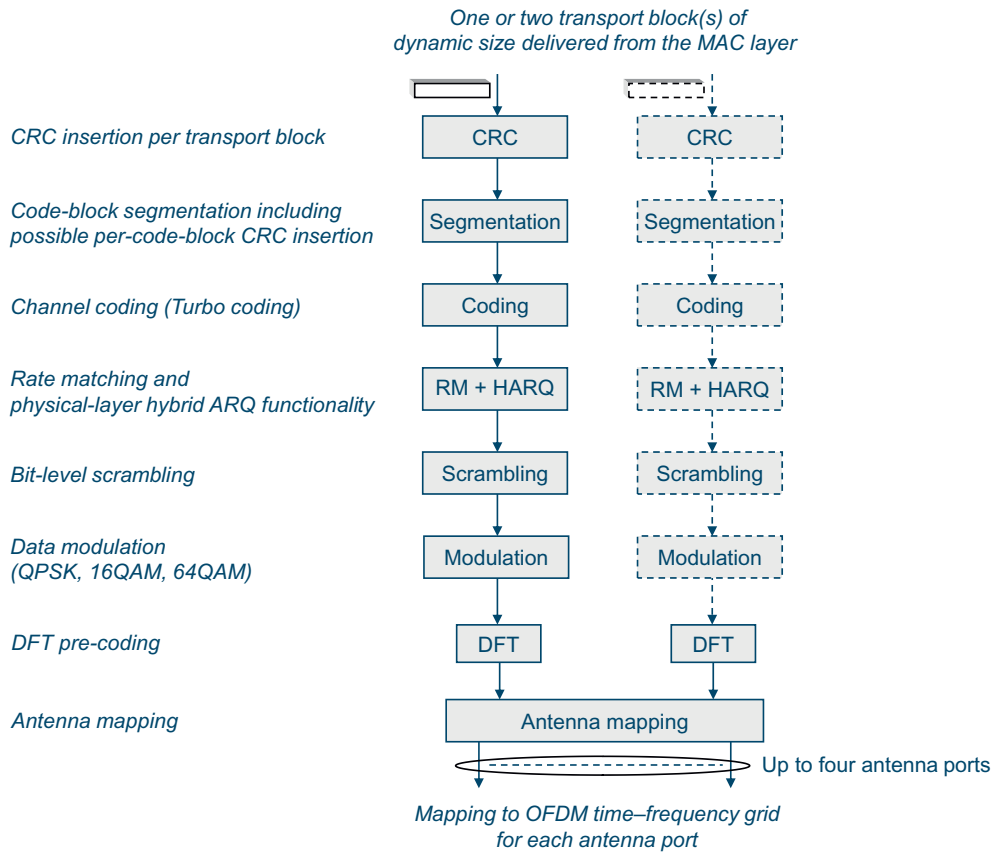 One or two transport block(s) of
dynamic size delivered from the MAC layer
CRC insertion per transport block
CRC
CRC
Code-block segmentation including
possible per-code-block CRC insertion
Segmentation
Segmentation
Channel coding (Turbo coding)
Coding
Coding
Rate matching and
physical-layer hybrid ARQ functionality
RM + HARQ
RM + HARQ
Bit-level scrambling
Scrambling
Scrambling
Data modulation
(QPSK, 16QAM, 64QAM)
Modulation
Modulation
DFT pre-coding
DFT
DFT
Antenna mapping
Antenna mapping
Up to four antenna ports
Mapping to OFDM time–frequency grid
for each antenna port